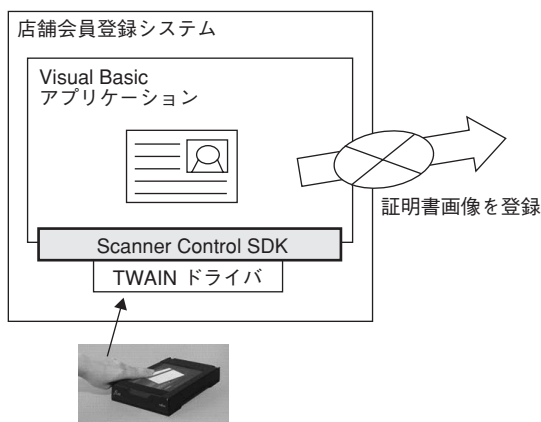 店舗会員登録システム
Visual Basic
アプリケーション
証明書画像を登録
Scanner Control SDK
TWAIN ドライバ